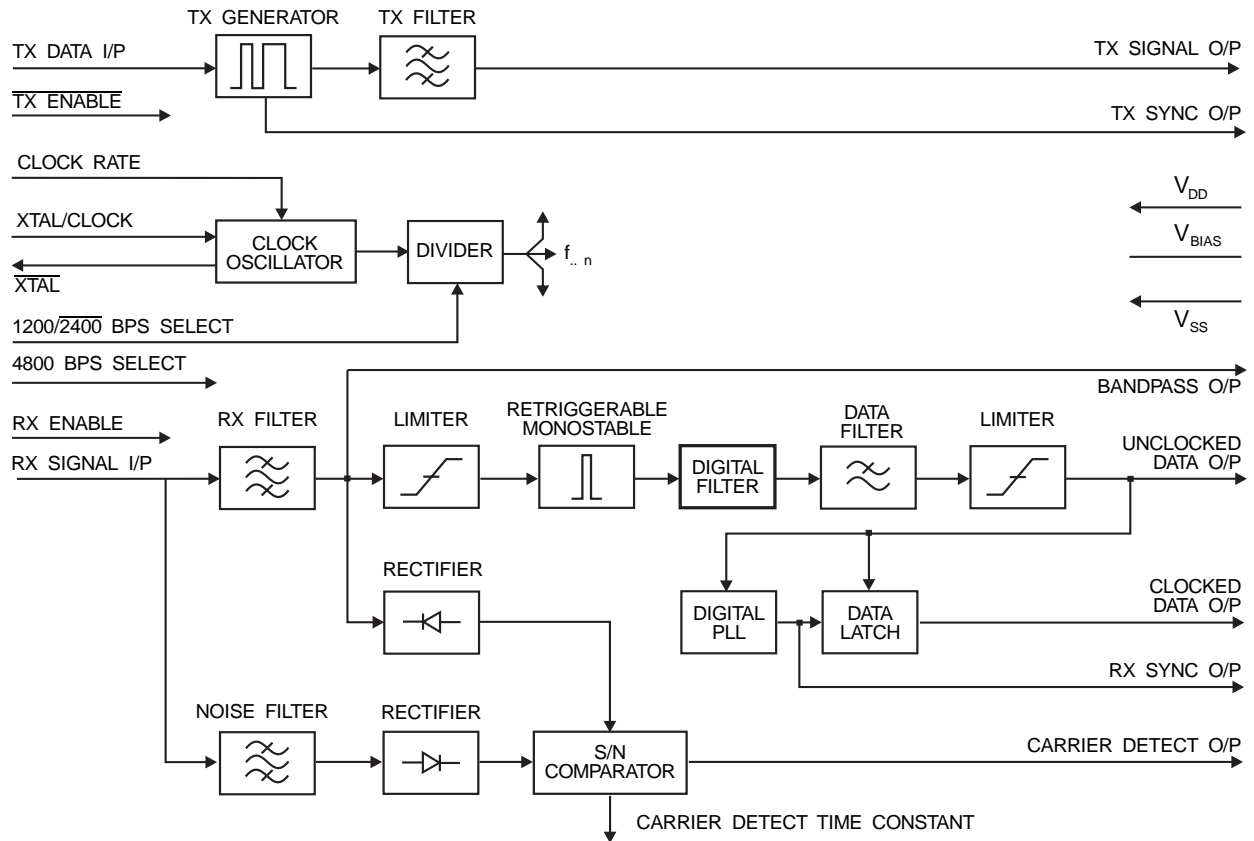 TX GENERATOR
TX FILTER
TX DATA I/P
TX SIGNAL O/P
TX ENABLE
TX SYNC O/P
CLOCK RATE
VDD
XTAL/CLOCK
CLOCK
OSCILLATOR
DIVIDER
f.. n
VBIAS
XTAL
1200/2400 BPS SELECT
VSS
4800 BPS SELECT
BANDPASS O/P
RX ENABLE
RX FILTER
LIMITER
RETRIGGERABLE
MONOSTABLE
DATA
FILTER
LIMITER
UNCLOCKED
DATA O/P
RX SIGNAL I/P
DIGITAL
FILTER
RECTIFIER
DIGITAL
PLL
DATA
LATCH
CLOCKED
DATA O/P
RX SYNC O/P
NOISE FILTER
RECTIFIER
S/N
COMPARATOR
CARRIER DETECT O/P
CARRIER DETECT TIME CONSTANT